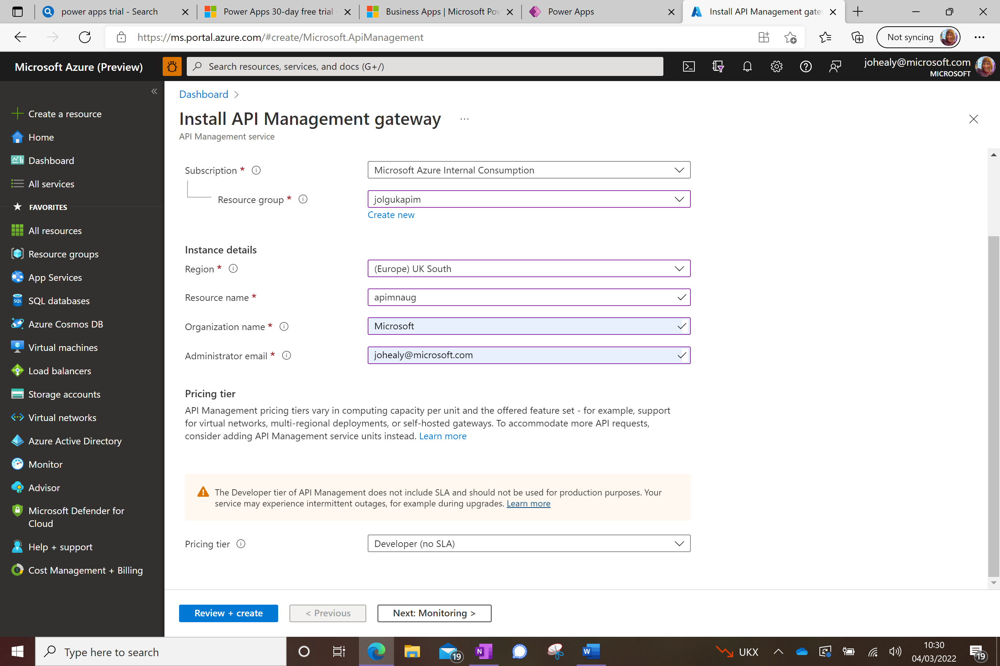 power apps trial - Search
Power Apps 30-day free trial -
Business Apps | Microsoft Pow
Power Apps
Install API Management gatew
https://ms.portal.azure.com/#create/Microsoft.ApiManagement
Not syncing
Microsoft Azure (Preview)
Search resources, services, and docs (G+/)
johealy@microsoft.com
MICROSOFT
Create a resource
Home
Dashboard
All services
FAVORITES
All resources
Resource groups
App Services
SQL
SQL databases
Azure Cosmos DB
Virtual machines
Load balancers
Storage accounts
Virtual networks
Azure Active Directory
Monitor
Advisor
Microsoft Defender for
Cloud
Help + support
Cost Management + Billing
Dashboard >
Install API Management gateway ...
API Management service
Subscription *
Microsoft Azure Internal Consumption
Resource group *
jolgukapim
Create new
Instance details
Region *
(Europe) UK South
Resource name *
apimnaug
Organization name *
Microsoft
Administrator email *
johealy@microsoft.com
Pricing tier
API Management pricing tiers vary in computing capacity per unit and the offered feature set - for example, support
for virtual networks, multi-regional deployments, or self-hosted gateways. To accommodate more API requests,
consider adding API Management service units instead. Learn more
The Developer tier of API Management does not include SLA and should not be used for production purposes. Your
service may experience intermittent outages, for example during upgrades. Learn more
Pricing tier
Developer (no SLA)
Review + create
< Previous
Next: Monitoring >
Type here to search
19
N
W
UKX
10:30
04/03/2022
19